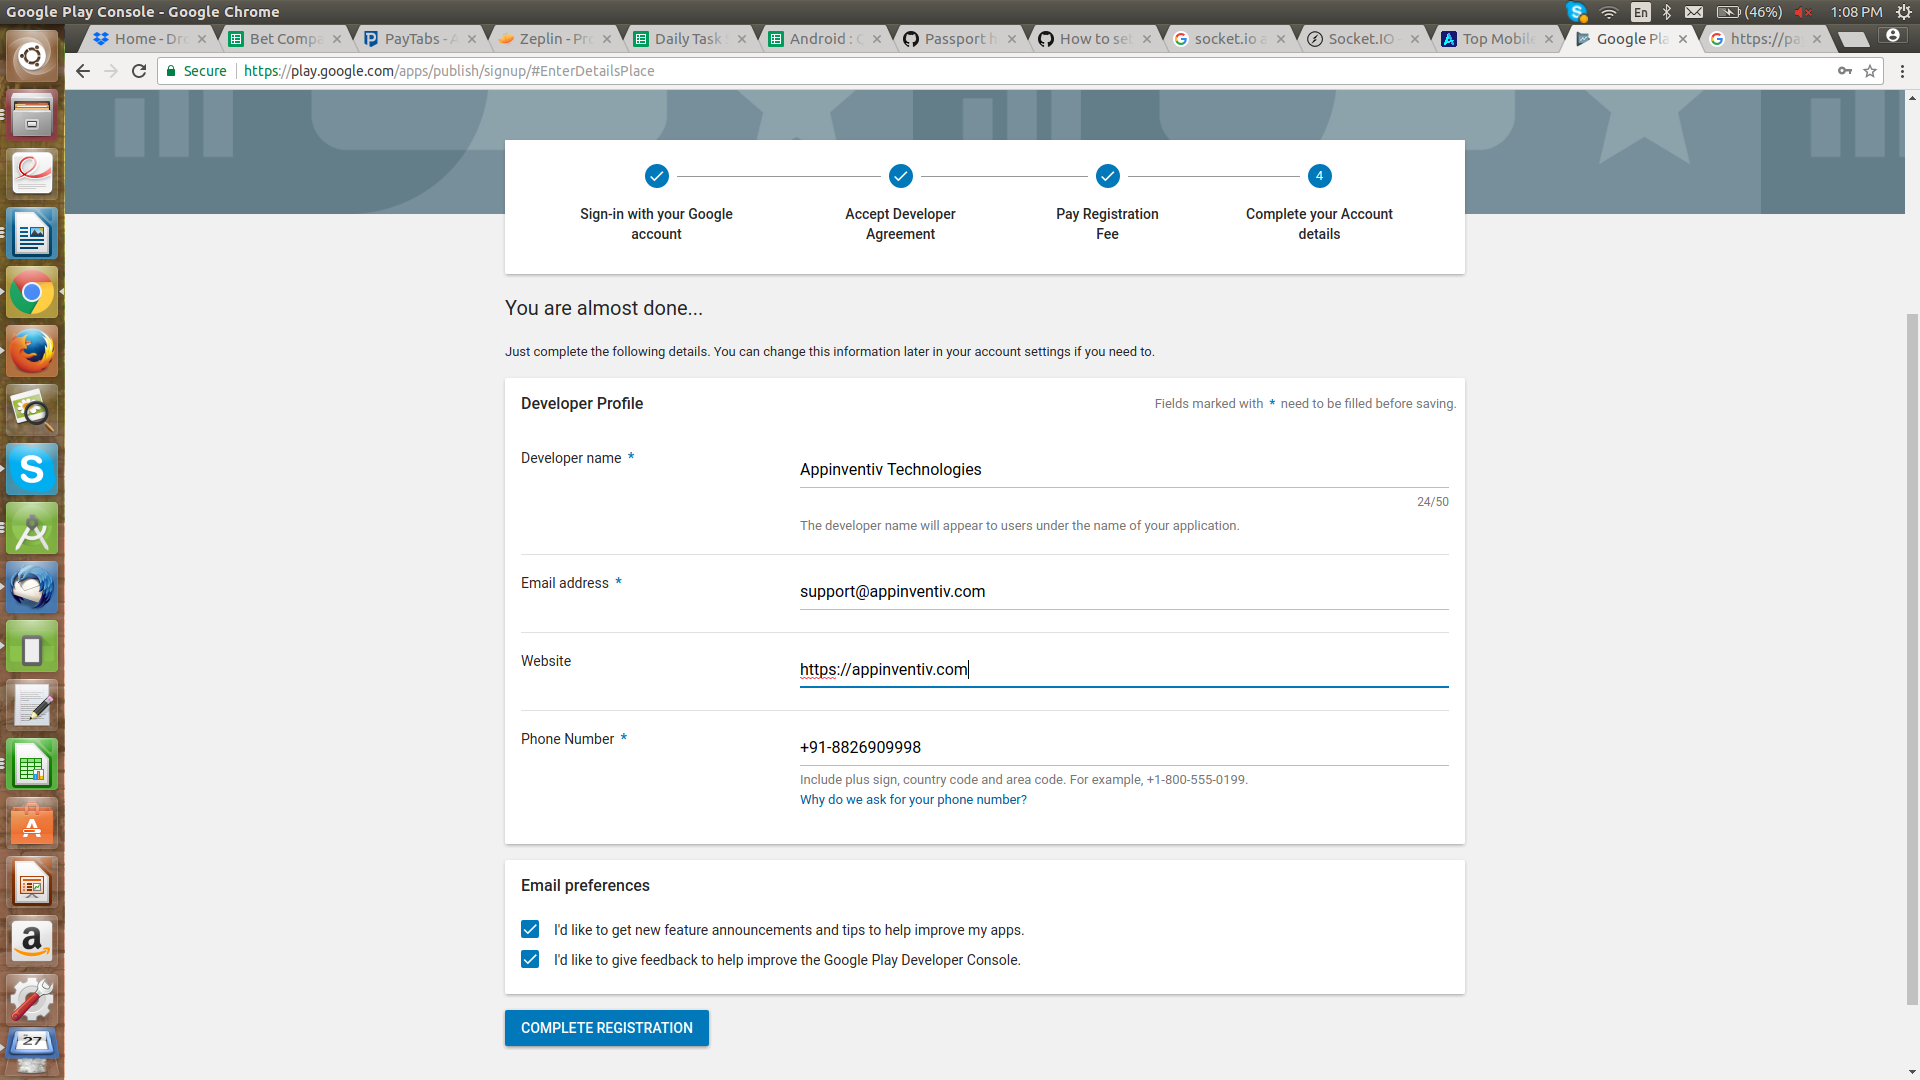 Google Play Console - Google Chrome
En
(46%)
1:08 PM
Home - Dr
Bet Compa
PayTabs - A
Zeplin - Pr
Daily Task
Android : Q
Passport h
How to set
socket.io a
Socket.IO
Top Mobile
Google Pla
https://pa
Secure
https://play.google.com/apps/publish/signup/#EnterDetailsPlace
4
Sign-in with your Google
account
Accept Developer
Agreement
Pay Registration
Fee
Complete your Account
details
You are almost done...
Just complete the following details. You can change this information later in your account settings if you need to.
Developer Profile
Fields marked with * need to be filled before saving.
Developer name *
Appinventiv Technologies
24/50
The developer name will appear to users under the name of your application.
Email address *
support@appinventiv.com
Website
https://appinventiv.com
Phone Number *
+91-8826909998
Include plus sign, country code and area code. For example, +1-800-555-0199.
Why do we ask for your phone number?
Email preferences
I'd like to get new feature announcements and tips to help improve my apps.
I'd like to give feedback to help improve the Google Play Developer Console.
COMPLETE REGISTRATION
S
A
a
27